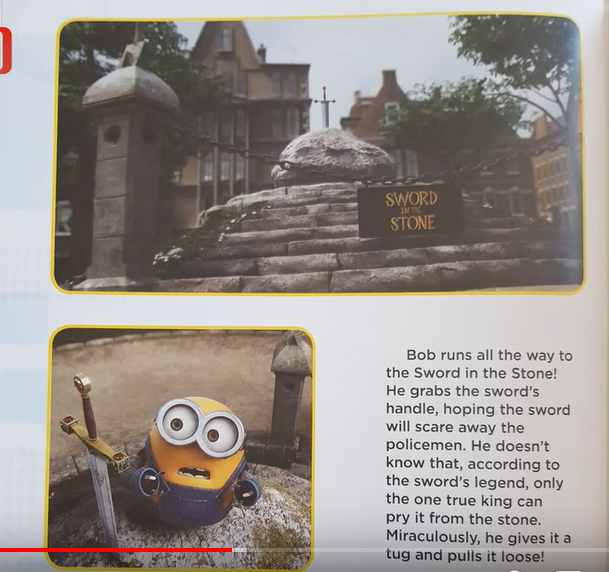 SWORD
IN THE
STONE
Bob runs all the way to
the Sword in the Stone!
He grabs the sword's
handle, hoping the sword
will scare away the
policemen. He doesn't
know that, according to
the sword's legend, only
the one true king can
pry it from the stone.
Miraculously, he gives it a
tug and pulls it loose!